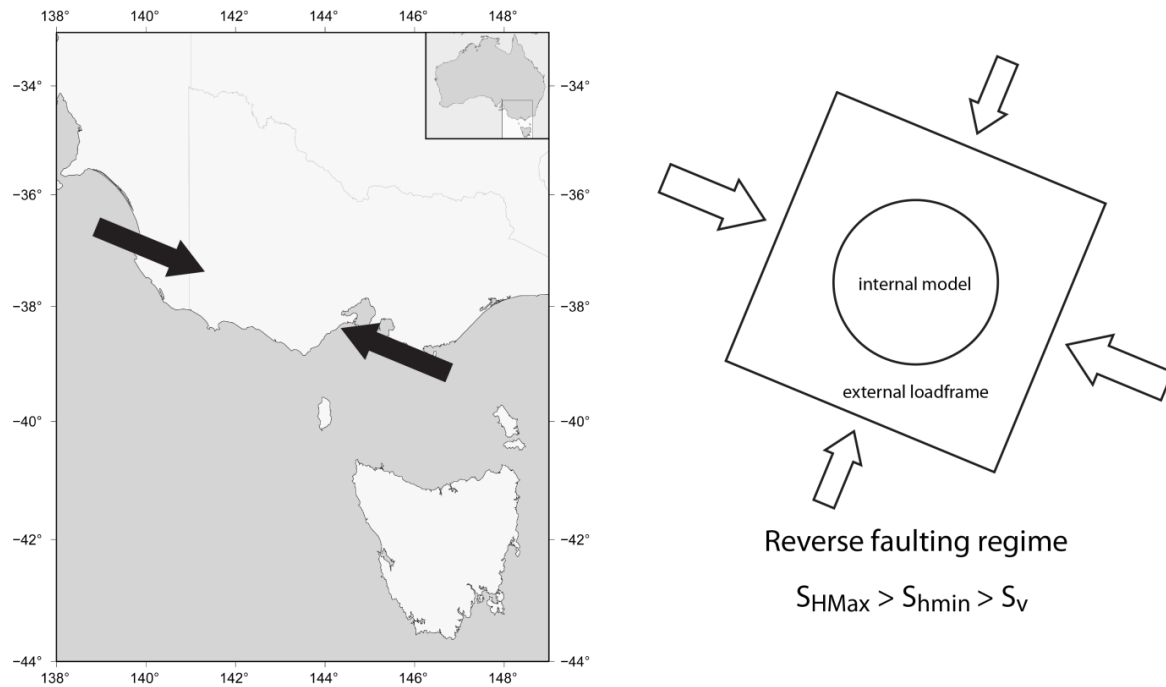 138° 140° 142° 144° 146° 148°
−34° −34°
−36° −36°
−38° −38°
−40° −40°
−42° −42°
−44° −44°
138° 140° 142° 144° 146° 148°
internal model
external loadframe
Reverse faulting regime
SHMax > Shmin > Sv